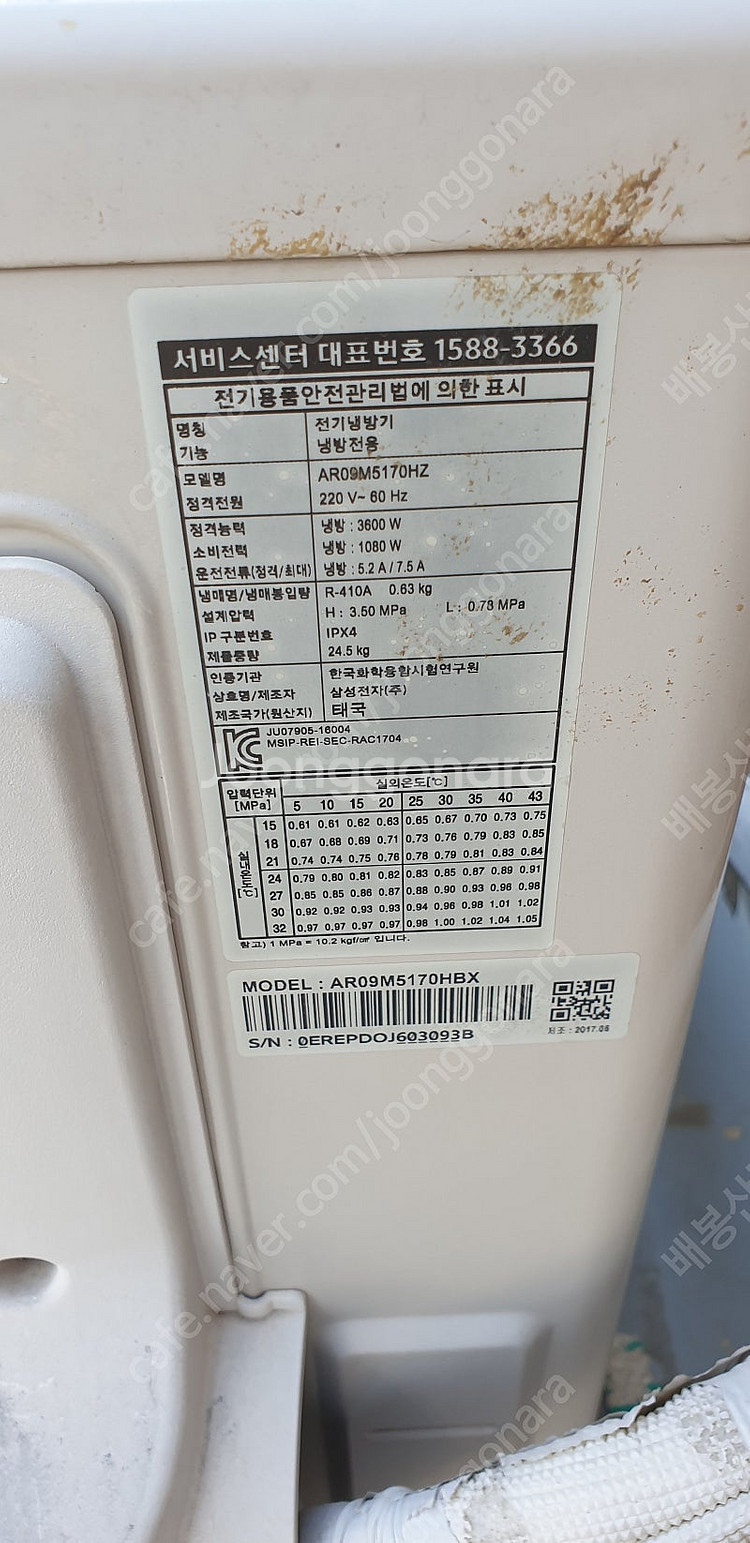 서비스센터 대표번호 1588-3366
전기용품안전관리법에 의한 표시
명칭 전기냉방기
기능 냉방전용
모델명 AR09M5170HZ
정격전원 220 V~ 60 Hz
정격능력 냉방 : 3600 W
소비전력 냉방 : 1080 W
운전전류(정격/최대) 냉방 : 5.2 A / 7.5 A
냉매명/냉매봉입량 R-410A 0.63 kg
설계압력 H : 3.50 MPa L : 0.78 MPa
IP 구분번호 IPX4
제품중량 24.5 kg
인증기관 한국화학융합시험연구원
상호명/제조자 삼성전자(주)
제조국가(원산지) 태국
JU07905-16004
MSIP-REI-SEC-RAC1704
압력단위 [MPa] 실외온도[℃]
5 10 15 20 25 30 35 40 43
실내온도[℃]
15 0.61 0.61 0.62 0.63 0.65 0.67 0.70 0.73 0.75
18 0.67 0.68 0.69 0.71 0.73 0.76 0.79 0.83 0.85
21 0.74 0.74 0.75 0.76 0.78 0.79 0.81 0.83 0.84
24 0.79 0.80 0.81 0.82 0.83 0.85 0.87 0.89 0.91
27 0.85 0.85 0.86 0.87 0.88 0.90 0.93 0.96 0.98
30 0.92 0.92 0.93 0.93 0.94 0.96 0.98 1.01 1.02
32 0.97 0.97 0.97 0.97 0.98 1.00 1.02 1.04 1.05
참고) 1 MPa = 10.2 kgf/㎠ 입니다.
MODEL : AR09M5170HBX
S/N : 0EREPDOJ603093B
제조 : 2017.06
Joonggonara
cafe.naver.com/joonggonara
cafe.naver.com/joonggonara
cafe.naver.com/joonggonara